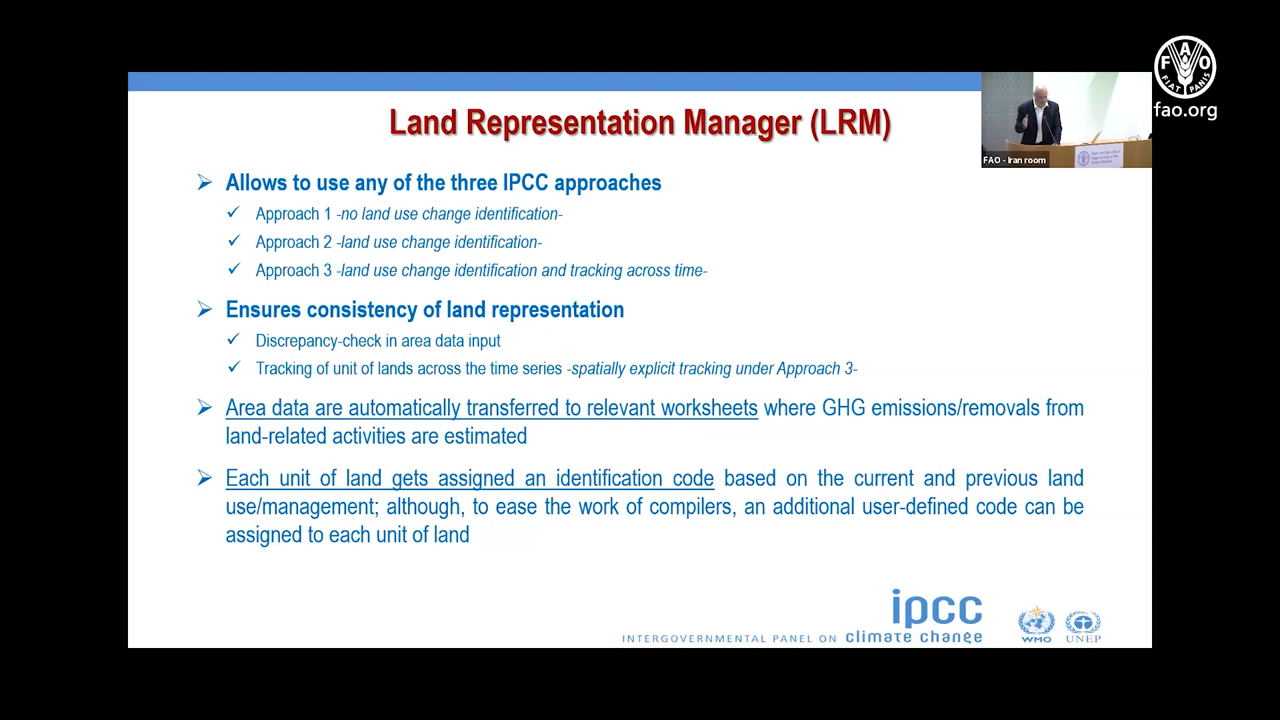 Land Representation Manager (LRM)
Allows to use any of the three IPCC approaches
Approach 1 -no land use change identification-
Approach 2 -land use change identification-
Approach 3 -land use change identification and tracking across time-
Ensures consistency of land representation
Discrepancy-check in area data input
Tracking of unit of lands across the time series -spatially explicit tracking under Approach 3-
Area data are automatically transferred to relevant worksheets where GHG emissions/removals from
land-related activities are estimated
Each unit of land gets assigned an identification code based on the current and previous land
use/management; although, to ease the work of compilers, an additional user-defined code can be
assigned to each unit of land
FAO - Iran room
F A O
FIAT PANIS
fao.org
ipcc
INTERGOVERNMENTAL PANEL ON climate change
WMO
UNEP